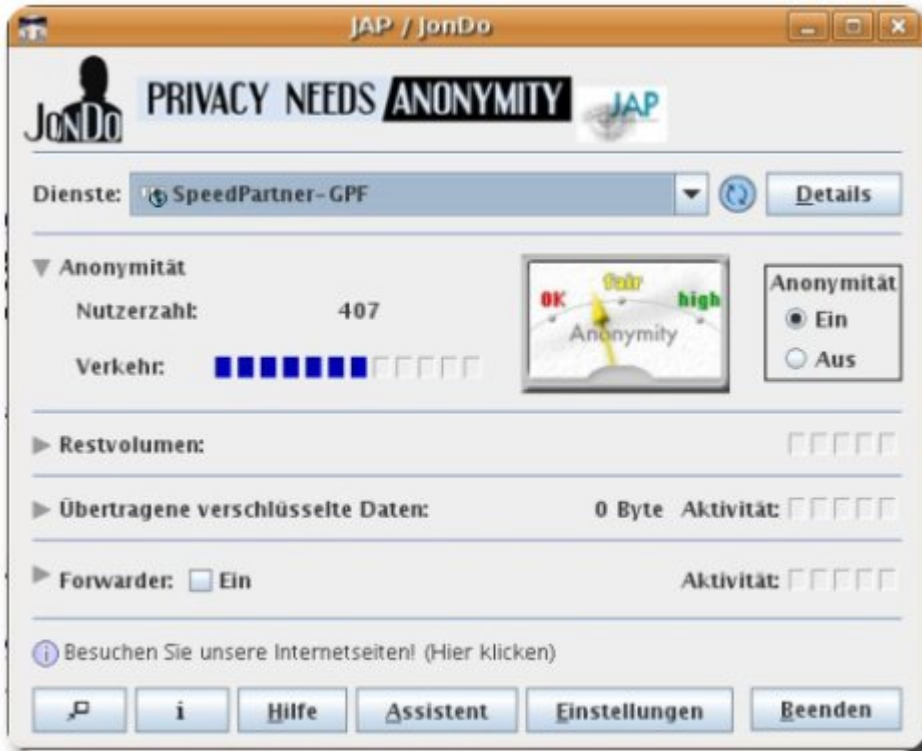 JAP / JonDo
JonDo PRIVACY NEEDS ANONYMITY JAP
Dienste: SpeedPartner-GPF Details
Anonymität
Nutzerzahl: 407
Verkehr:
OK fair high
Anonymity
Anonymität
Ein
Aus
Restvolumen:
Übertragene verschlüsselte Daten: 0 Byte Aktivität:
Forwarder: Ein Aktivität:
Besuchen Sie unsere Internetseiten! (Hier klicken)
i Hilfe Assistent Einstellungen Beenden